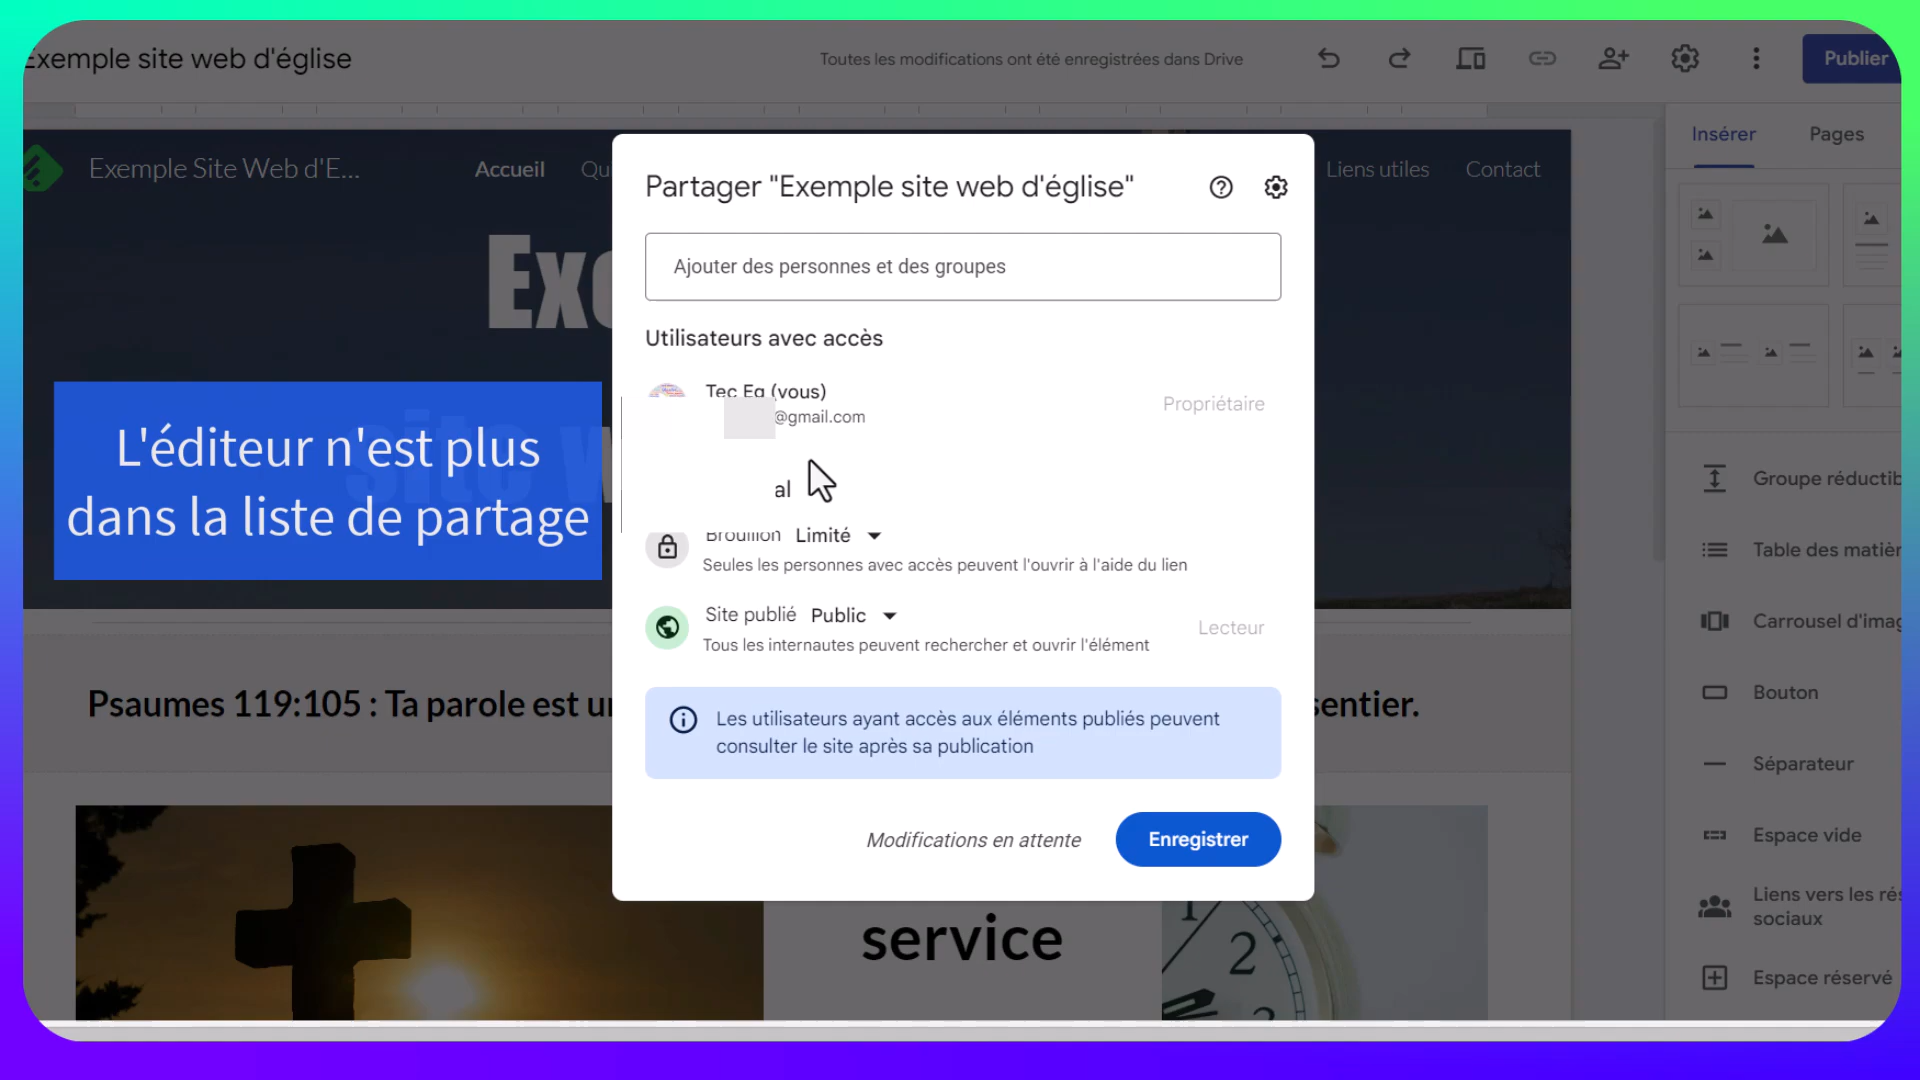 Exemple site web d'église
Toutes les modifications ont été enregistrées dans Drive
Publier
Insérer
Pages
Exemple Site Web d'E...
Accueil
Qu
Liens utiles
Contact
Exe
site w
L'éditeur n'est plus
dans la liste de partage
Partager "Exemple site web d'église"
Ajouter des personnes et des groupes
Utilisateurs avec accès
Tec Eg (vous)
@gmail.com
Propriétaire
al
Brouillon Limité
Seules les personnes avec accès peuvent l'ouvrir à l'aide du lien
Site publié Public
Tous les internautes peuvent rechercher et ouvrir l'élément
Lecteur
Les utilisateurs ayant accès aux éléments publiés peuvent
consulter le site après sa publication
Modifications en attente
Enregistrer
Psaumes 119:105 : Ta parole est u
sentier.
service
1
2
Groupe réductib
Table des matièr
Carrousel d'imag
Bouton
Séparateur
Espace vide
Liens vers les rés
sociaux
Espace réservé